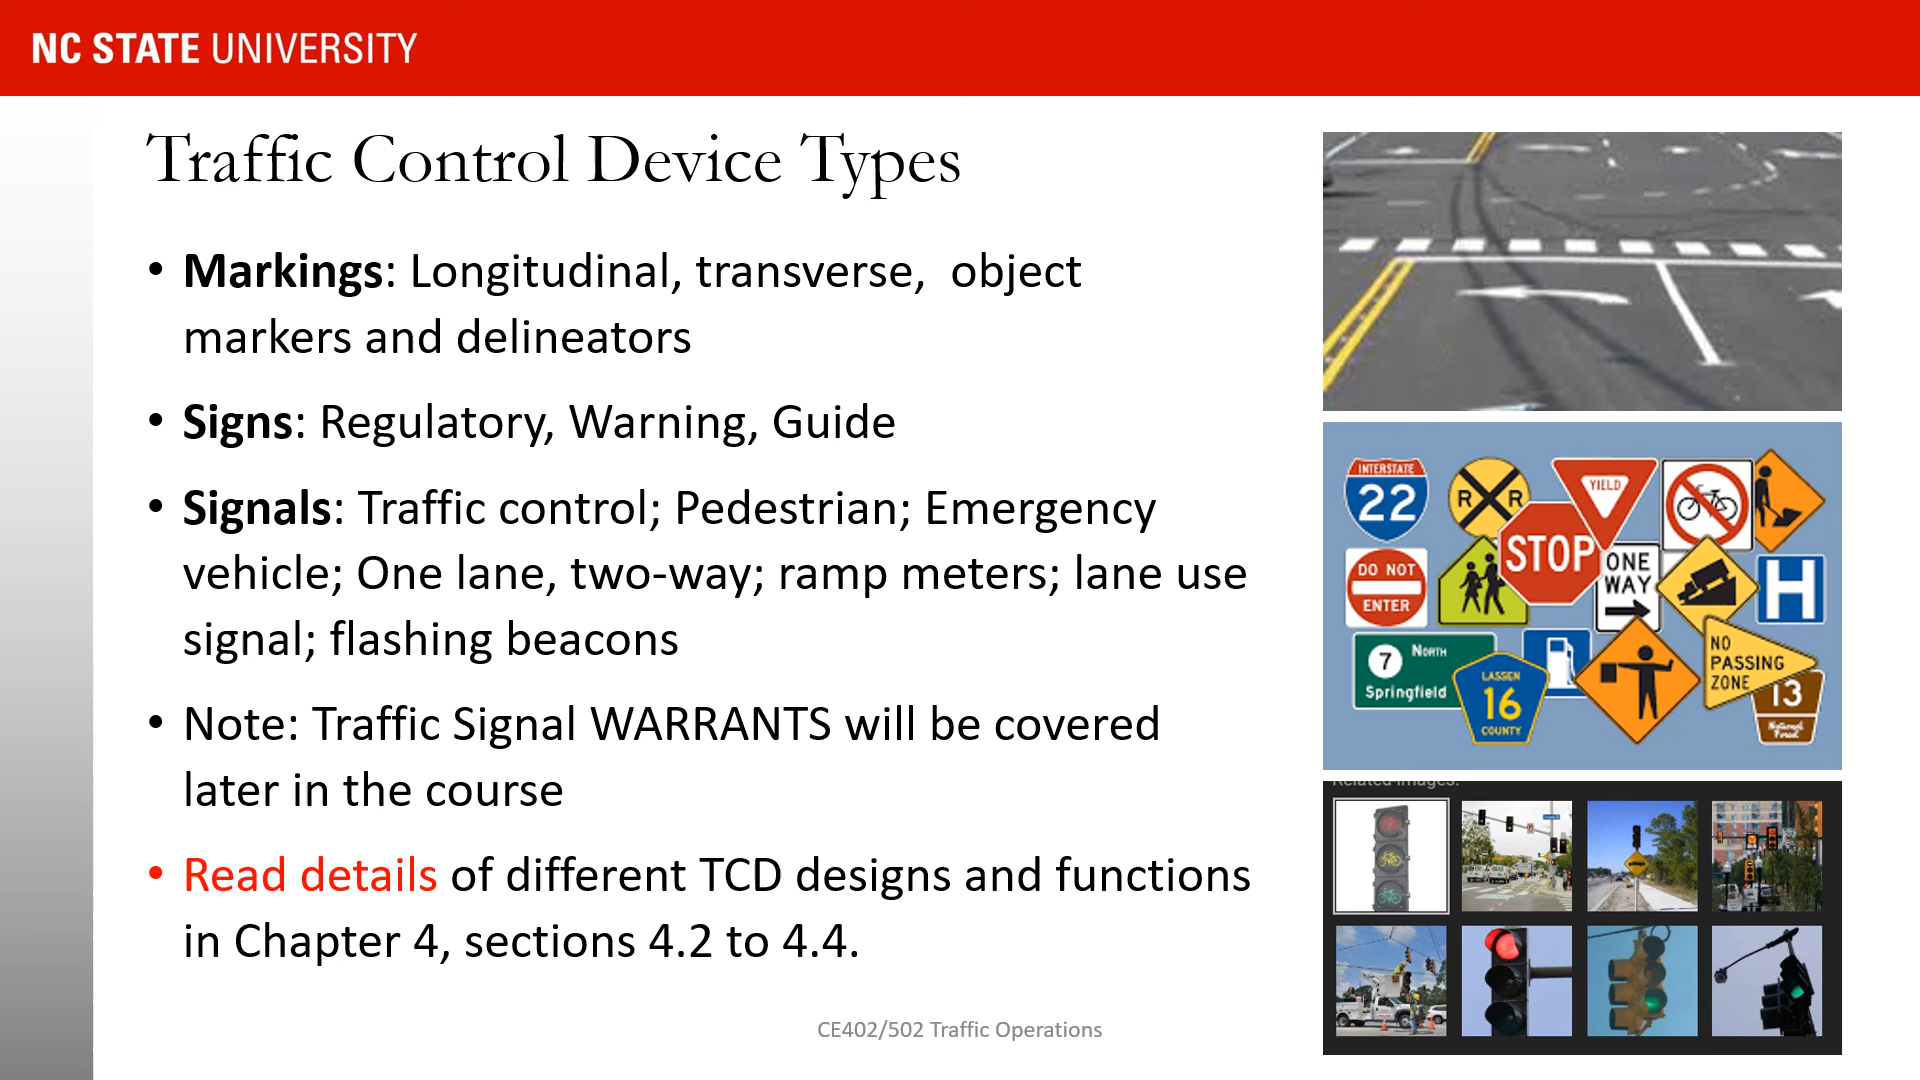 NC STATE UNIVERSITY
Traffic Control Device Types
• Markings: Longitudinal, transverse,  object
markers and delineators
• Signs: Regulatory, Warning, Guide
• Signals: Traffic control; Pedestrian; Emergency
vehicle; One lane, two-way; ramp meters; lane use
signal; flashing beacons
• Note: Traffic Signal WARRANTS will be covered
later in the course
• Read details of different TCD designs and functions
in Chapter 4, sections 4.2 to 4.4.
CE402/502 Traffic Operations
INTERSTATE
22
R R
YIELD
STOP
DO NOT
ENTER
ONE
WAY
H
7 NORTH
Springfield
LASSEN
16
COUNTY
NO
PASSING
ZONE
13
National
Forest
Related images: